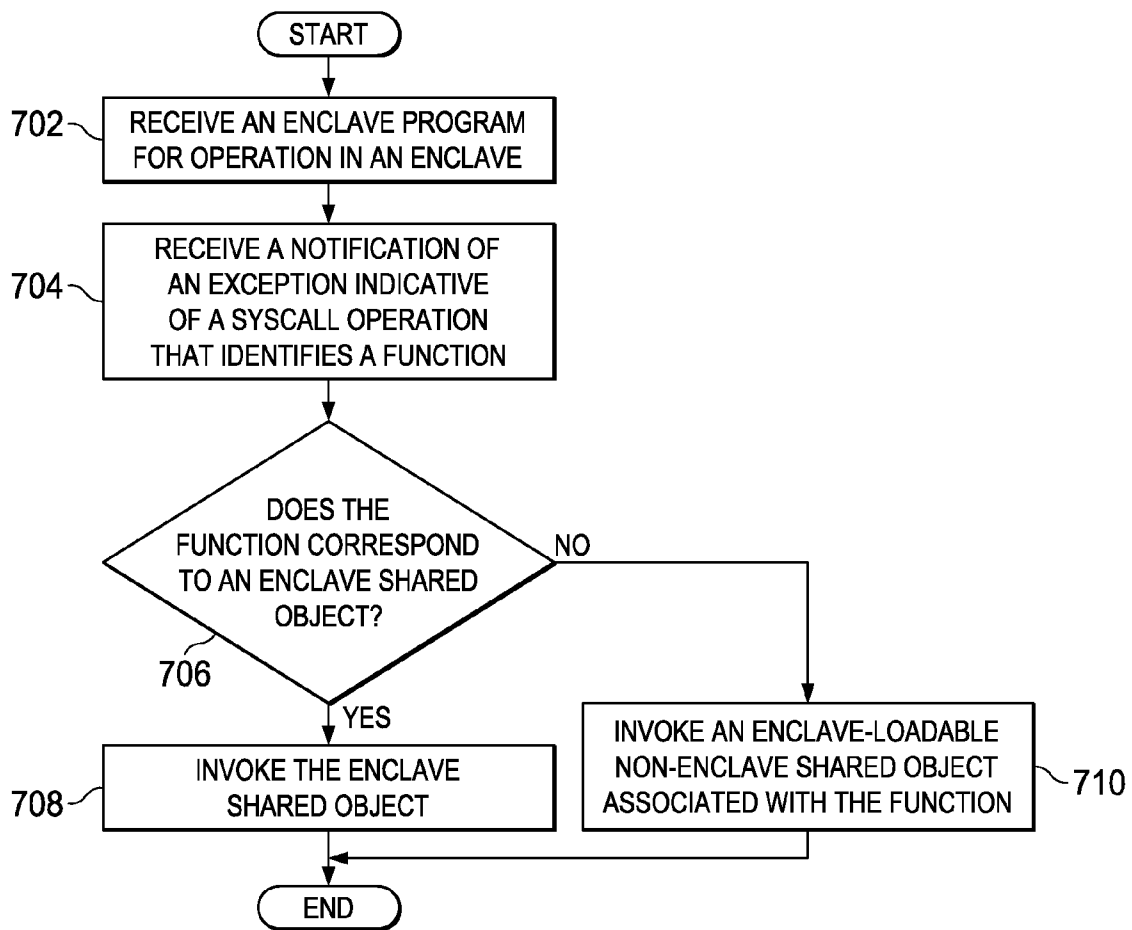 START
702
RECEIVE AN ENCLAVE PROGRAM
FOR OPERATION IN AN ENCLAVE
704
RECEIVE A NOTIFICATION OF
AN EXCEPTION INDICATIVE
OF A SYSCALL OPERATION
THAT IDENTIFIES A FUNCTION
DOES THE
FUNCTION CORRESPOND
TO AN ENCLAVE SHARED
OBJECT?
NO
706
YES
708
INVOKE THE ENCLAVE
SHARED OBJECT
INVOKE AN ENCLAVE-LOADABLE
NON-ENCLAVE SHARED OBJECT
ASSOCIATED WITH THE FUNCTION
710
END